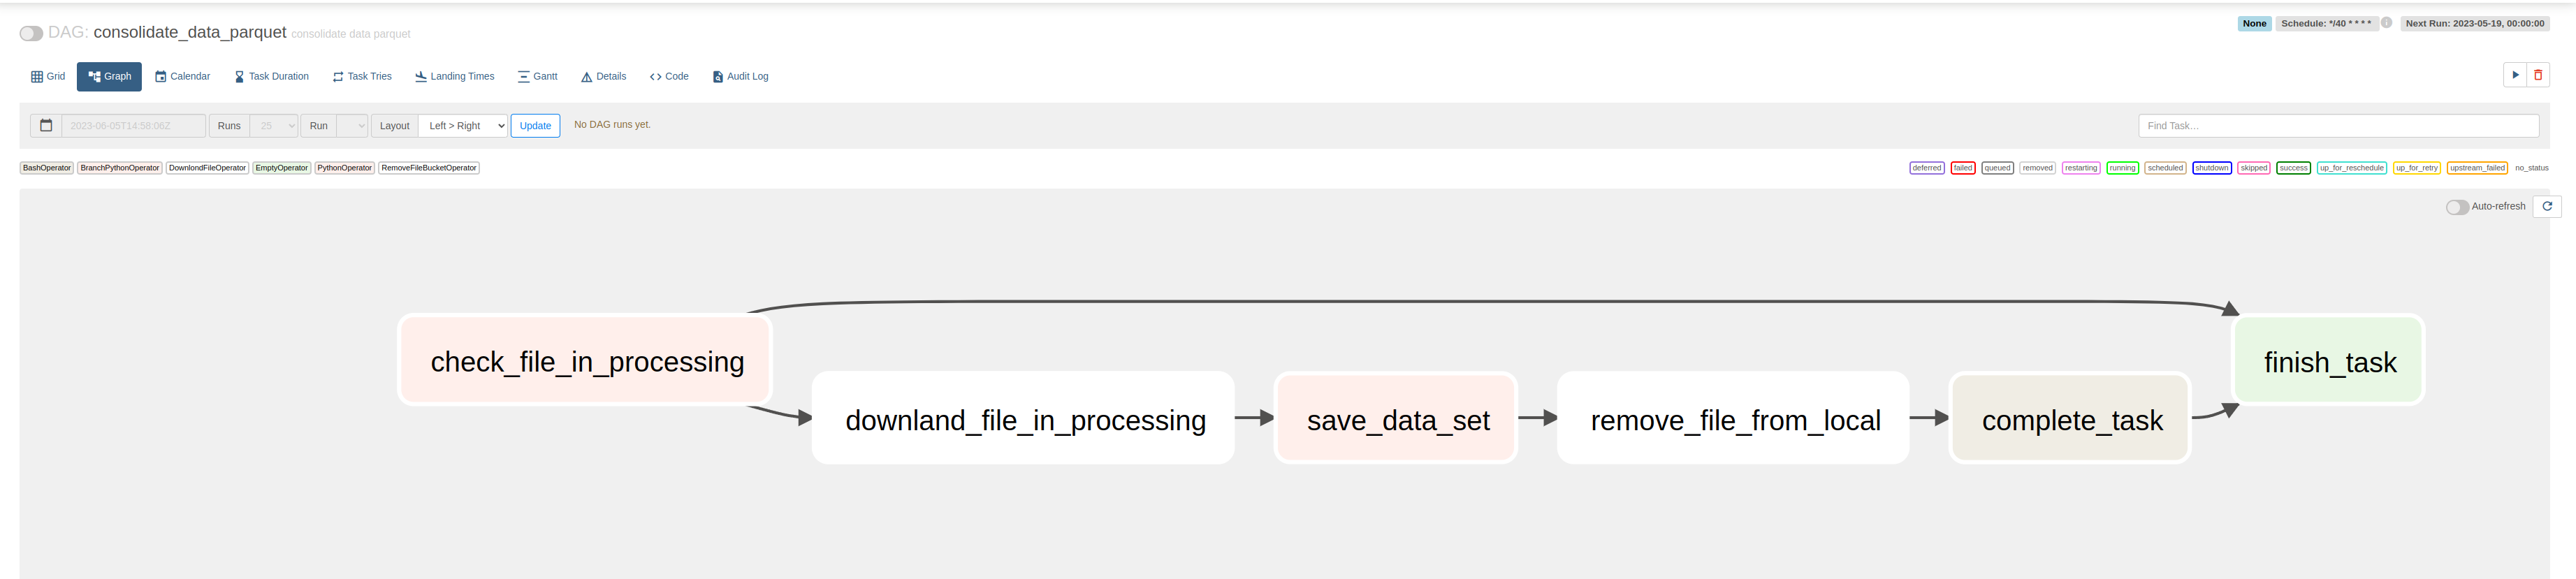 DAG: consolidate_data_parquet consolidate data parquet
None Schedule: */40 * * * * Next Run: 2023-05-19, 00:00:00
Grid Graph Calendar Task Duration Task Tries Landing Times Gantt Details Code Audit Log
2023-06-05T14:58:06Z Runs 25 Run Layout Left > Right Update No DAG runs yet. Find Task...
BashOperator BranchPythonOperator DownlondFileOperator EmptyOperator PythonOperator RemoveFileBucketOperator
deferred failed queued removed restarting running scheduled shutdown skipped success up_for_reschedule up_for_retry upstream_failed no_status
Auto-refresh
check_file_in_processing
finish_task
downland_file_in_processing
save_data_set
remove_file_from_local
complete_task